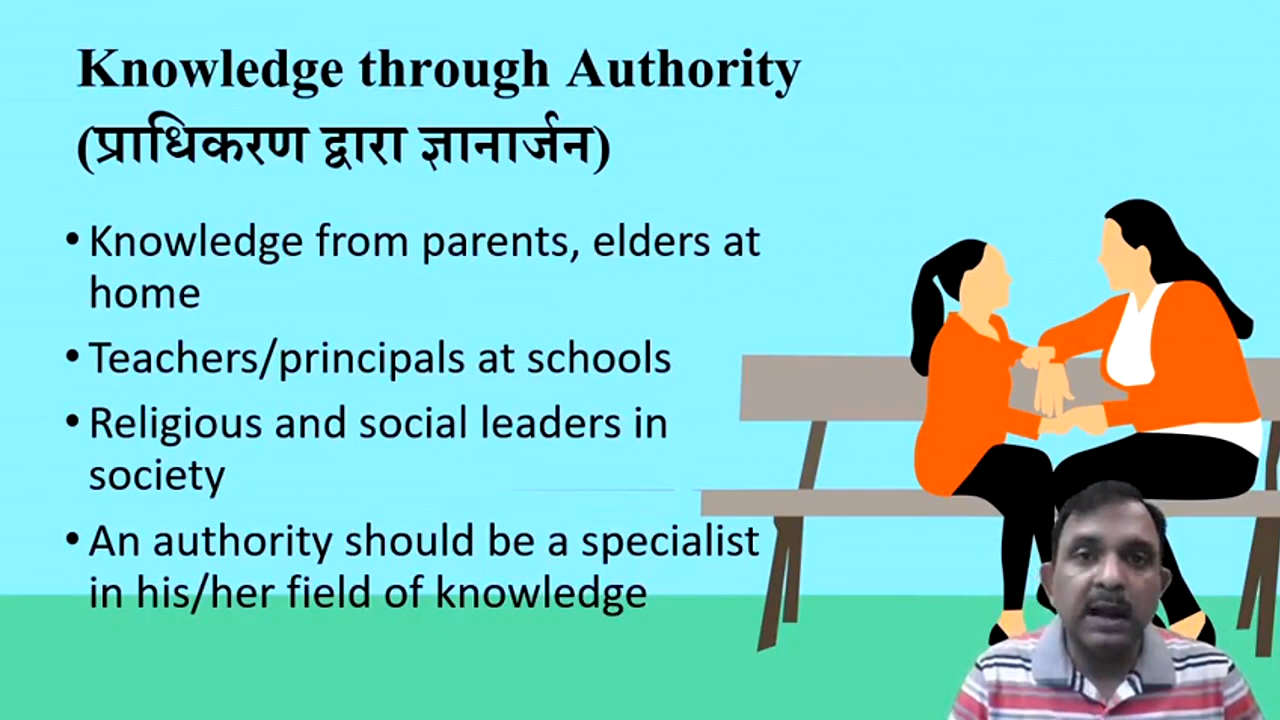 Knowledge through Authority
(प्राधिकरण द्वारा ज्ञानार्जन)
• Knowledge from parents, elders at
home
• Teachers/principals at schools
• Religious and social leaders in
society
• An authority should be a specialist
in his/her field of knowledge